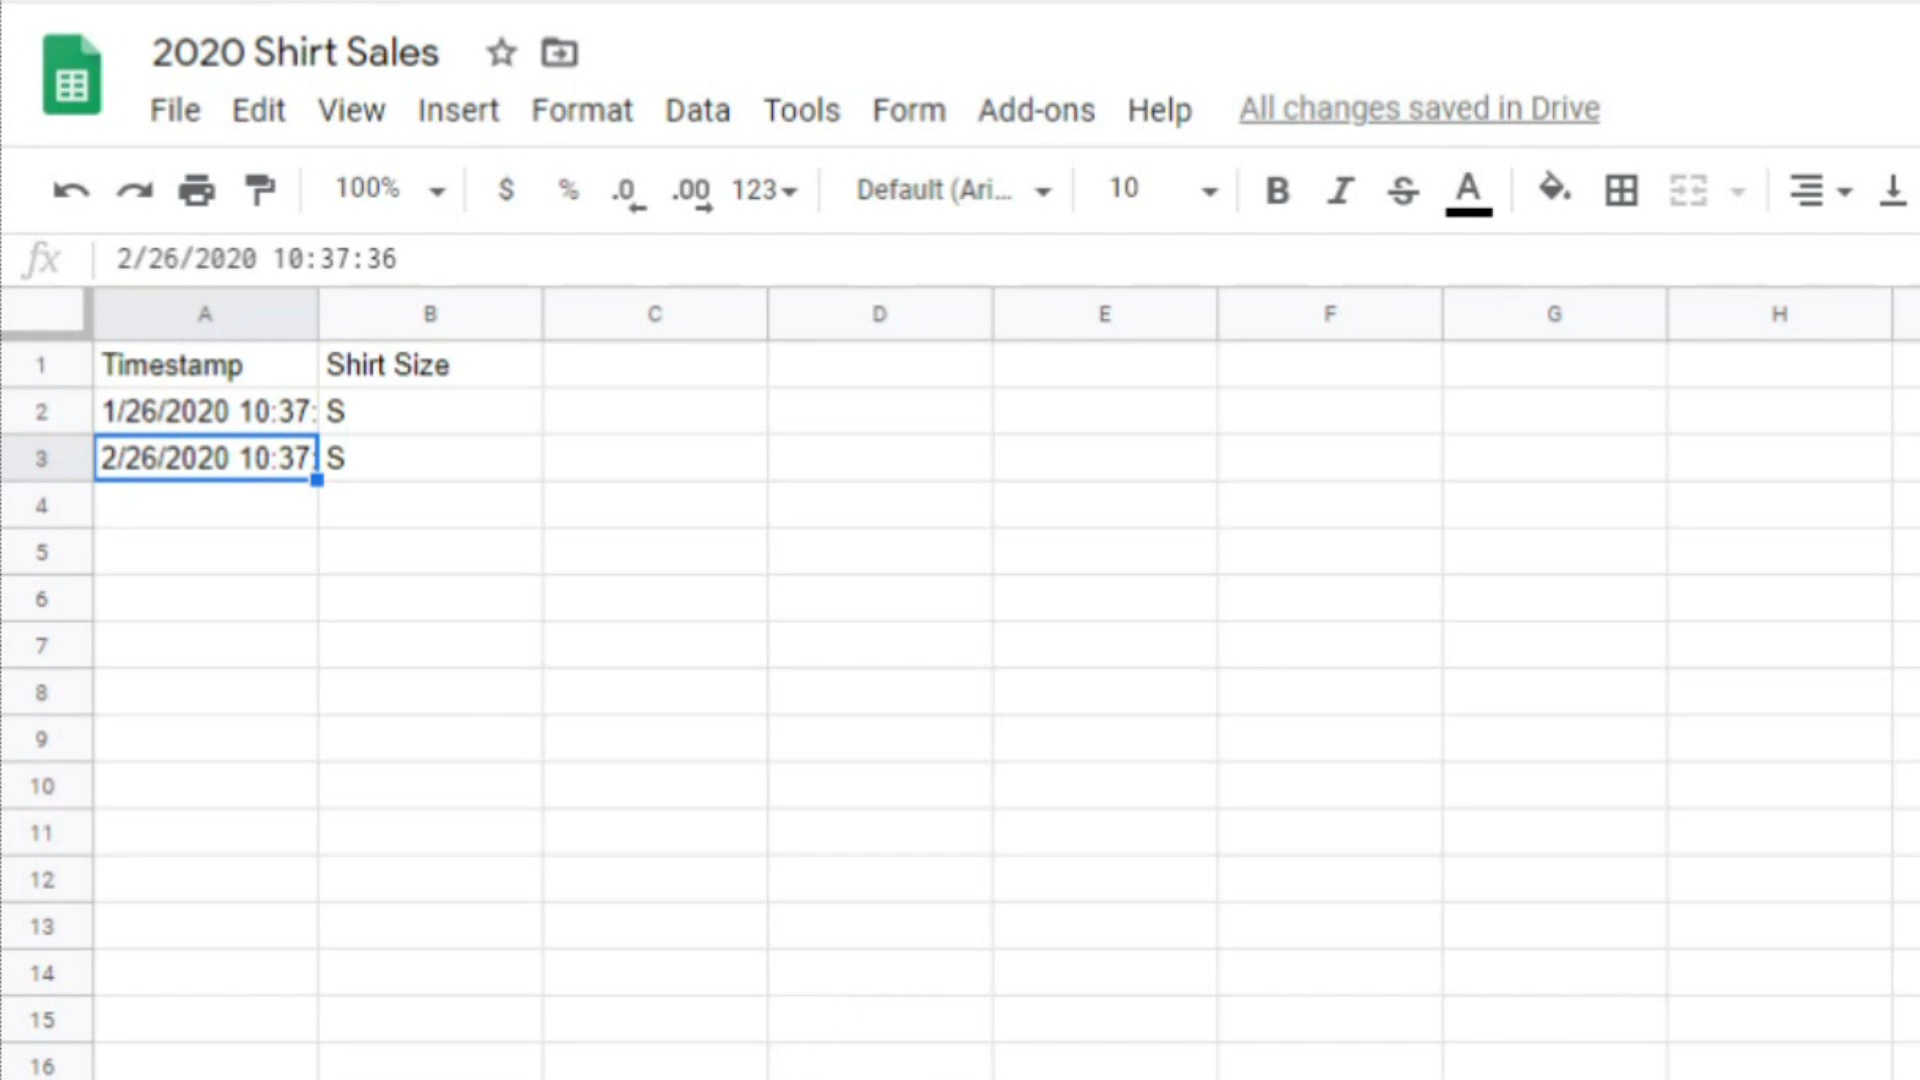 2020 Shirt Sales
File Edit View Insert Format Data Tools Form Add-ons Help All changes saved in Drive
100% $ % .0 .00 123 Default (Ari... 10 B I S A
fx 2/26/2020 10:37:36
A B C D E F G H
1 Timestamp Shirt Size
2 1/26/2020 10:37: S
3 2/26/2020 10:37: S
4
5
6
7
8
9
10
11
12
13
14
15
16